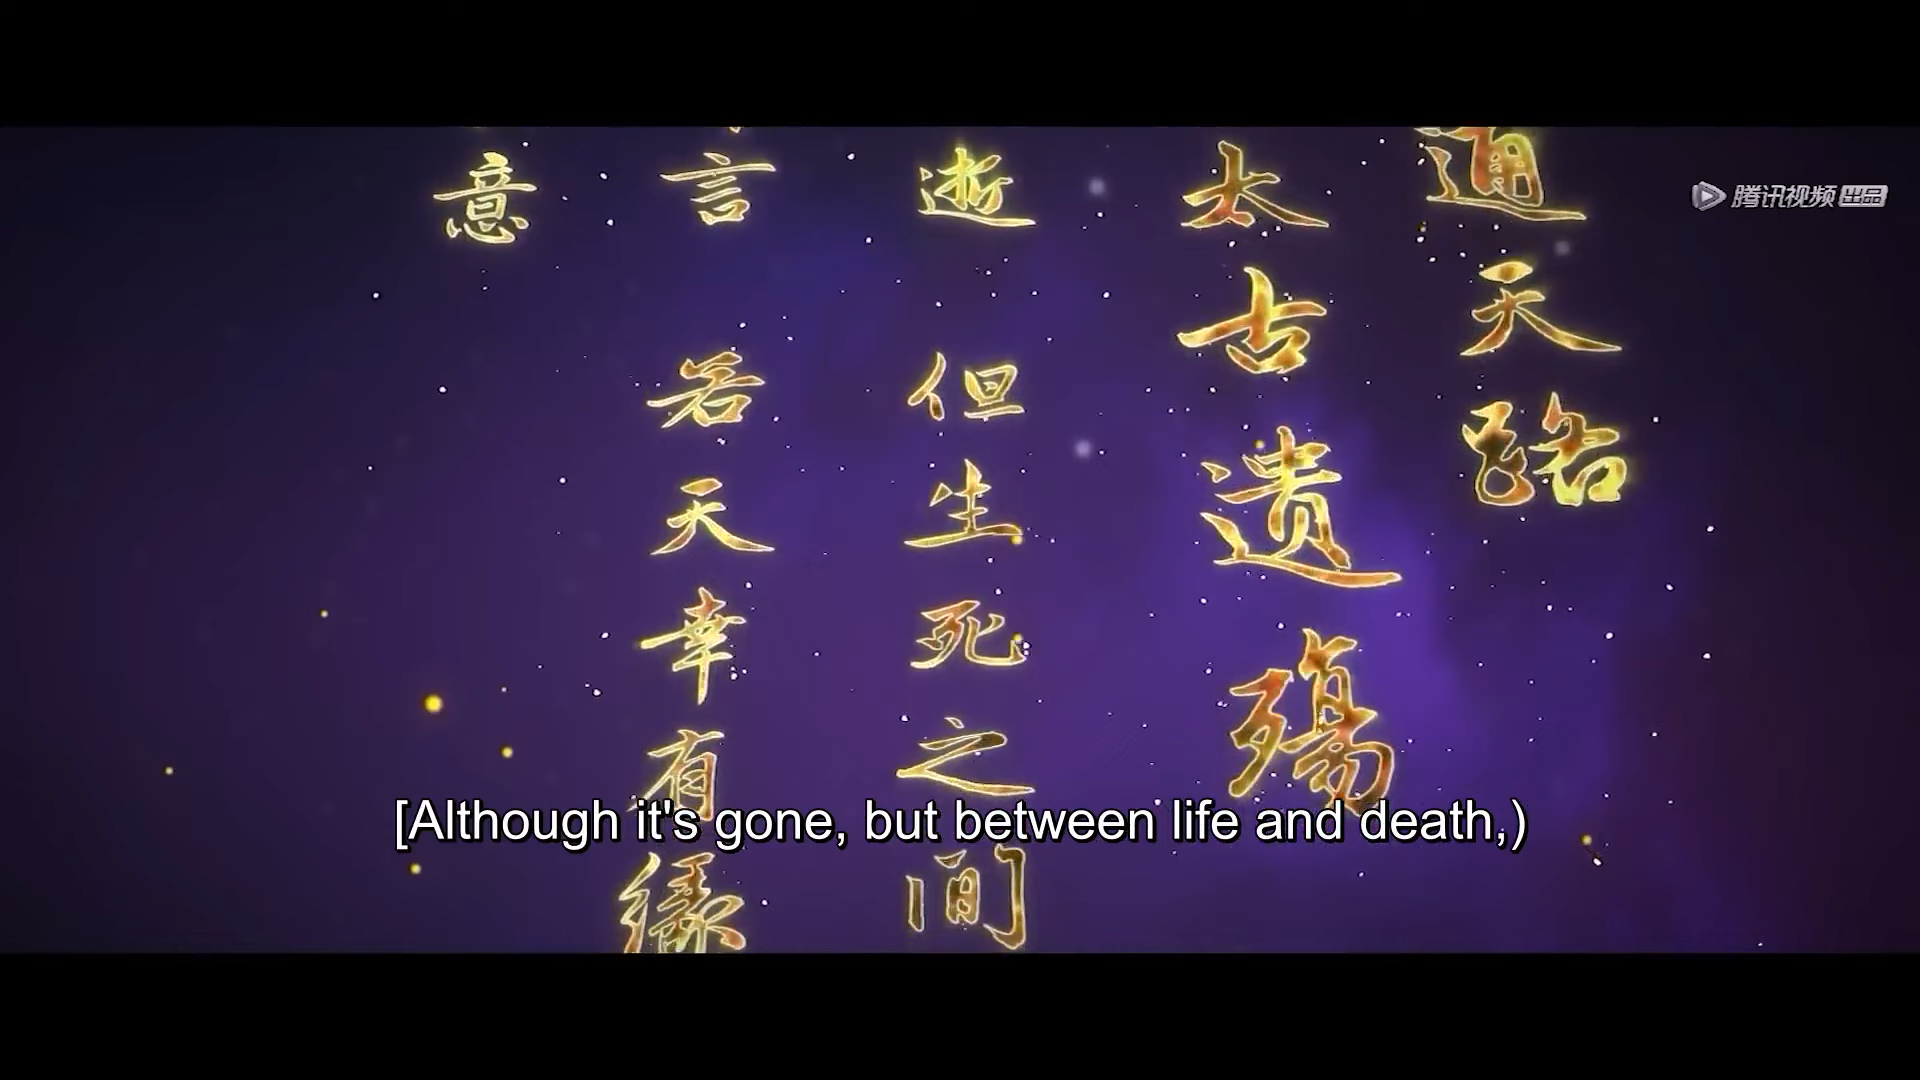 通天路
太古遗殇
逝 但生死之间
言 若天幸有缘
意
腾讯视频 出品
[Although it's gone, but between life and death,)